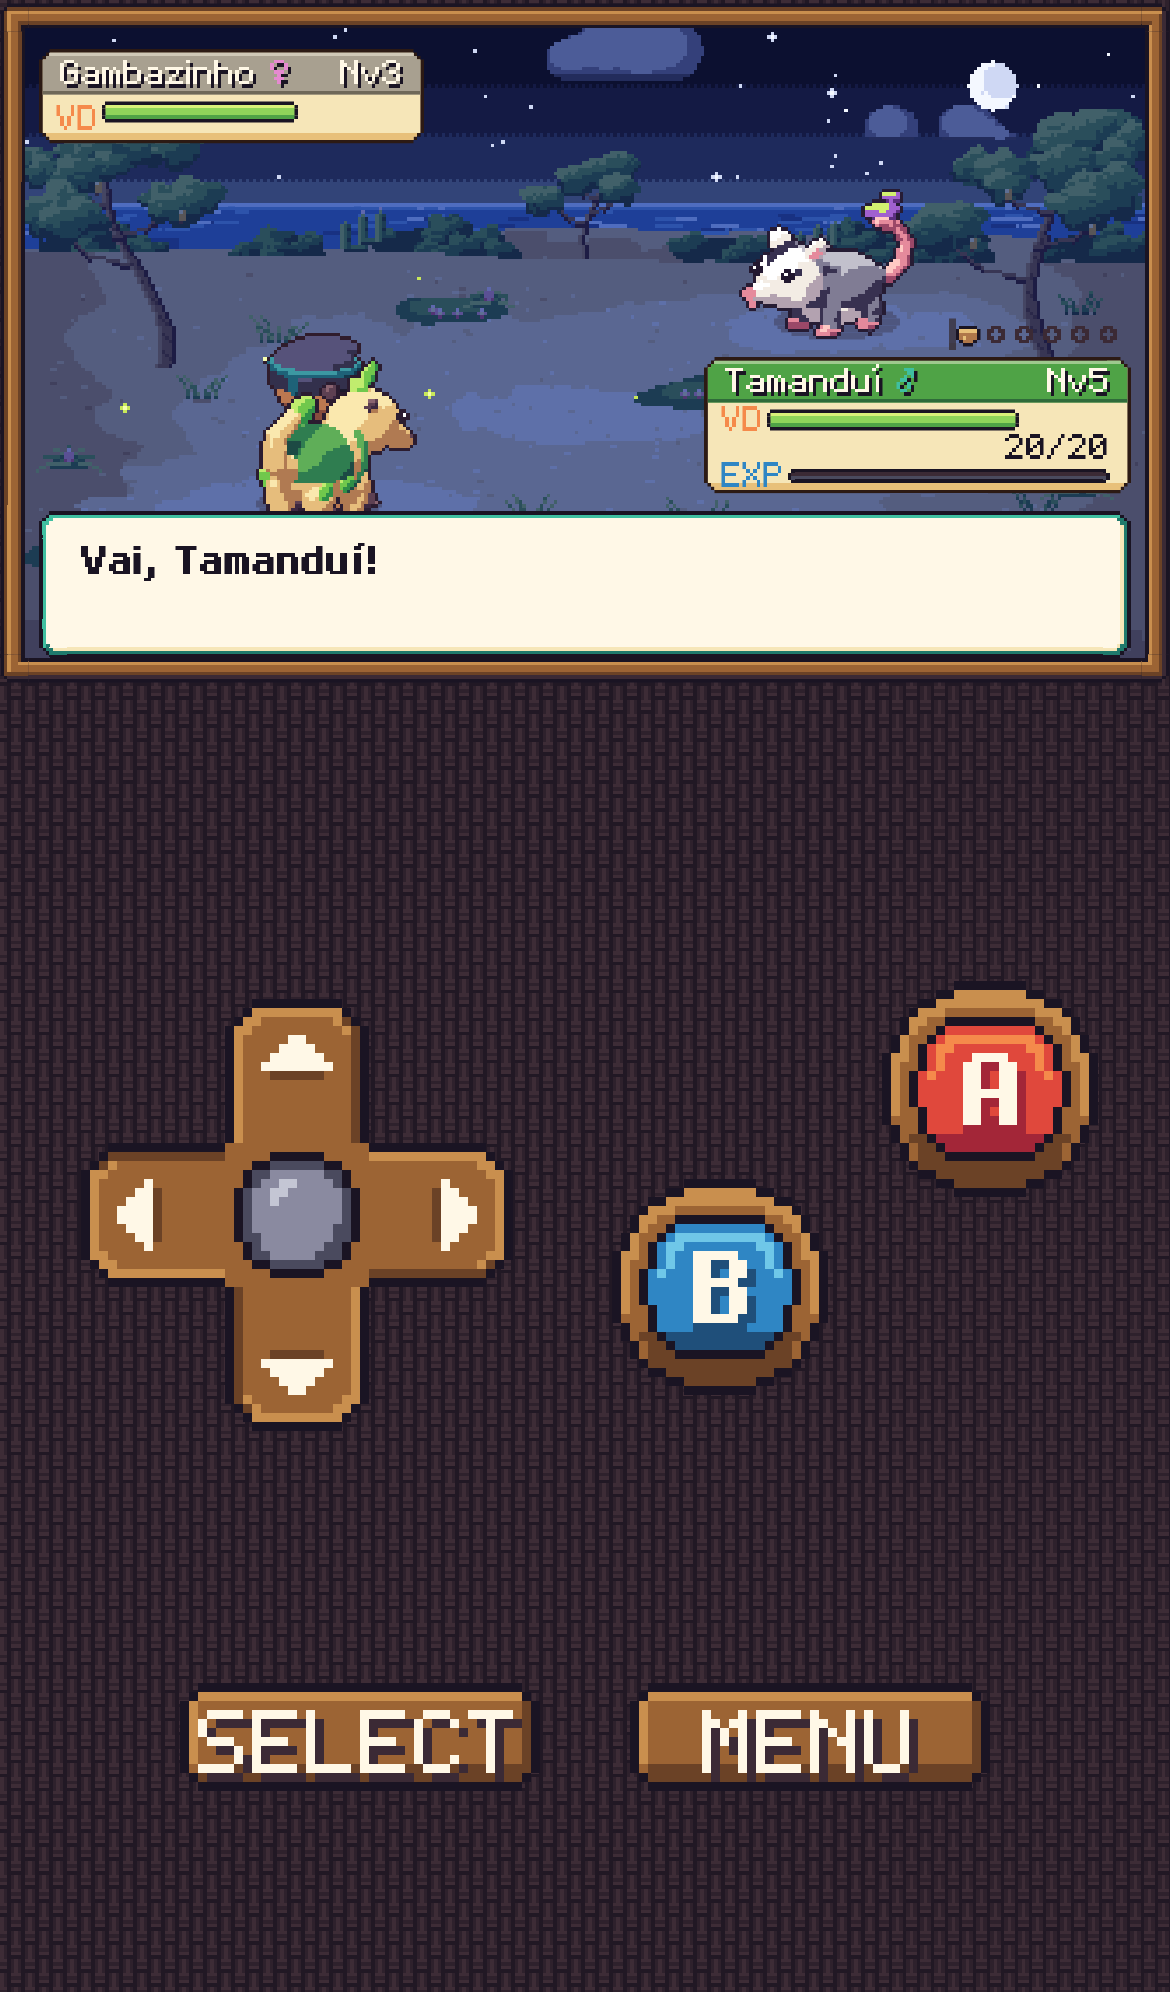 Gambazinho ♀ Nv3
VD
Tamanduí ♂ Nv5
VD
20/20
EXP
Vai, Tamanduí!
A
B
SELECT MENU